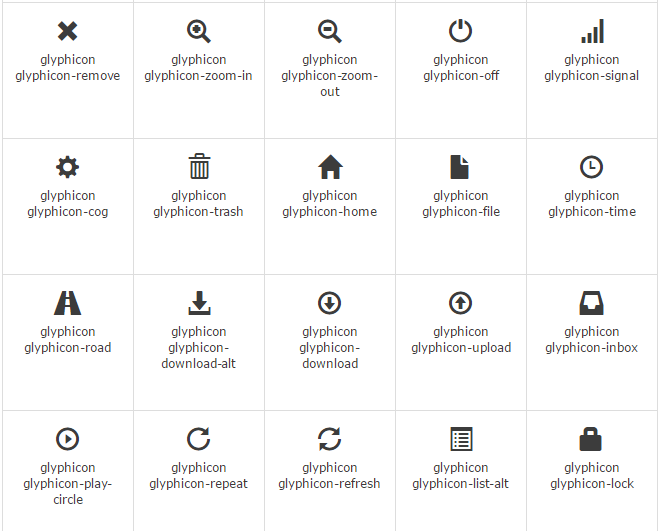 glyphicon
glyphicon-remove
glyphicon
glyphicon-zoom-in
glyphicon
glyphicon-zoom-
out
glyphicon
glyphicon-off
glyphicon
glyphicon-signal
glyphicon
glyphicon-cog
glyphicon
glyphicon-trash
glyphicon
glyphicon-home
glyphicon
glyphicon-file
glyphicon
glyphicon-time
glyphicon
glyphicon-road
glyphicon
glyphicon-
download-alt
glyphicon
glyphicon-
download
glyphicon
glyphicon-upload
glyphicon
glyphicon-inbox
glyphicon
glyphicon-play-
circle
glyphicon
glyphicon-repeat
glyphicon
glyphicon-refresh
glyphicon
glyphicon-list-alt
glyphicon
glyphicon-lock